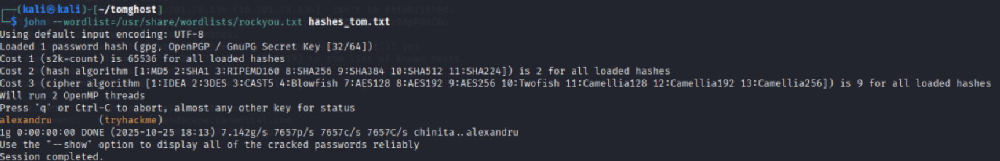 ┌──(kali㉿kali)-[~/tomghost]
└─$ john --wordlist=/usr/share/wordlists/rockyou.txt hashes_tom.txt
Using default input encoding: UTF-8
Loaded 1 password hash (gpg, OpenPGP / GnuPG Secret Key [32/64])
Cost 1 (s2k-count) is 65536 for all loaded hashes
Cost 2 (hash algorithm [1:MD5 2:SHA1 3:RIPEMD160 8:SHA256 9:SHA384 10:SHA512 11:SHA224]) is 2 for all loaded hashes
Cost 3 (cipher algorithm [1:IDEA 2:3DES 3:CAST5 4:Blowfish 7:AES128 8:AES192 9:AES256 10:Twofish 11:Camellia128 12:Camellia192 13:Camellia256]) is 9 for all loaded hashes
Will run 2 OpenMP threads
Press 'q' or Ctrl-C to abort, almost any other key for status
alexandru        (tryhackme)
1g 0:00:00:00 DONE (2025-10-25 18:13) 7.142g/s 7657p/s 7657c/s 7657C/s chinita..alexandru
Use the "--show" option to display all of the cracked passwords reliably
Session completed.